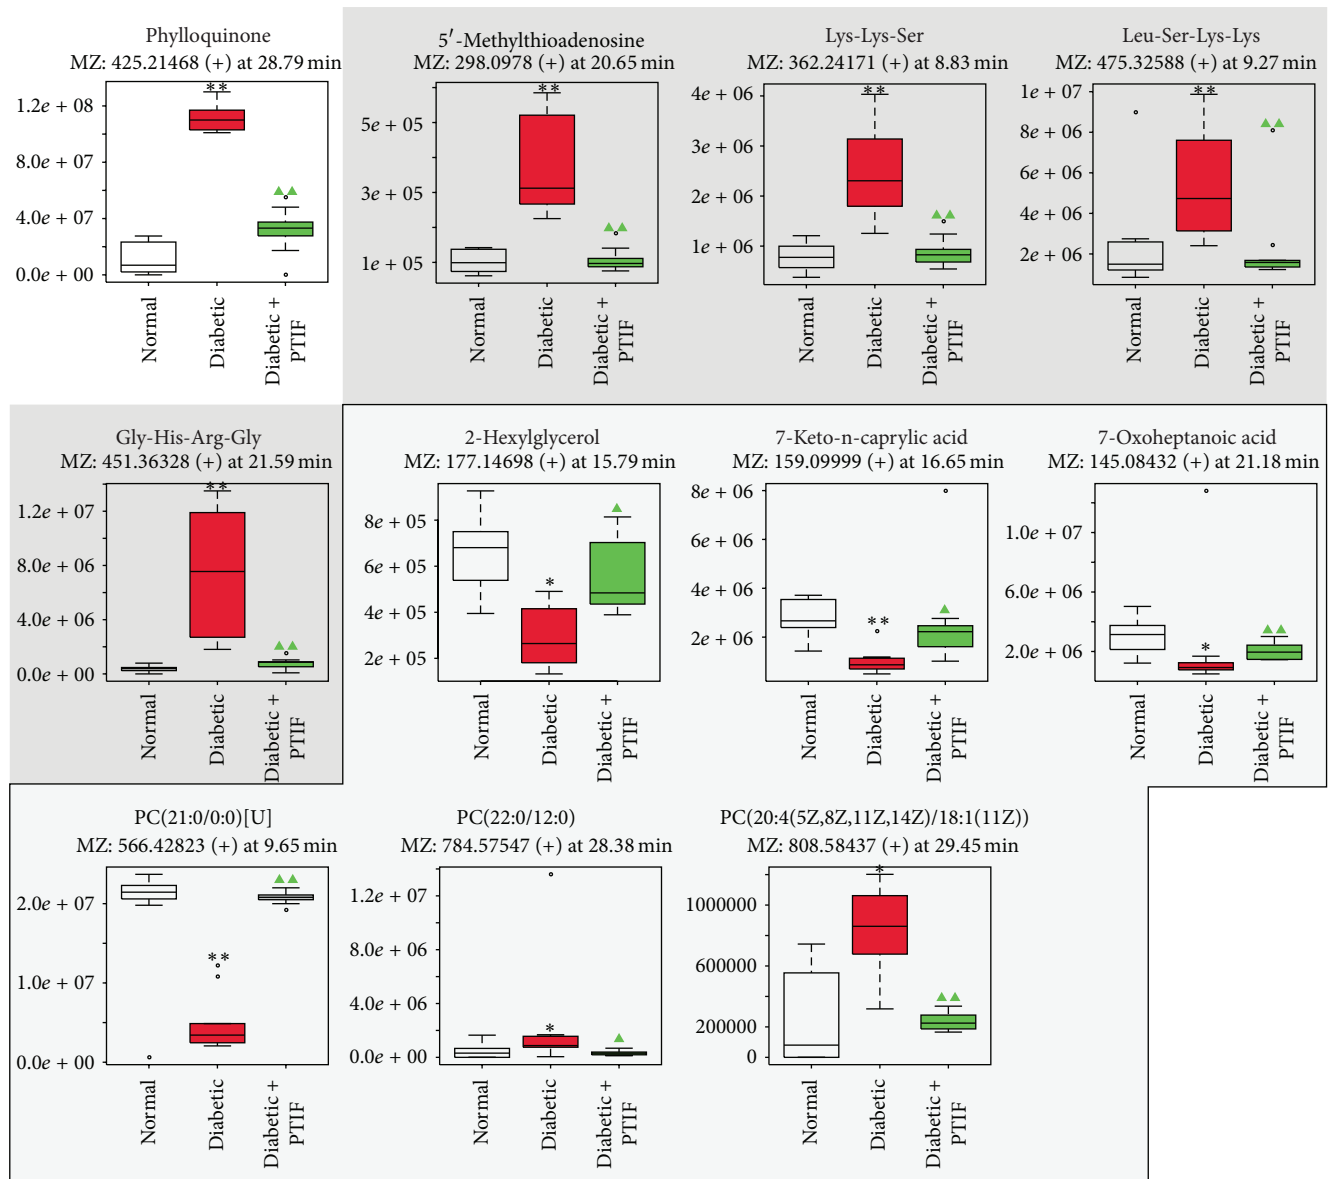 Phylloquinone
MZ: 425.21468 (+) at 28.79 min
1.2e + 08
8.0e + 07
4.0e + 07
0.0e + 00
Normal
Diabetic
Diabetic +
PTIF
5′-Methylthioadenosine
MZ: 298.0978 (+) at 20.65 min
5e + 05
3e + 05
1e + 05
Normal
Diabetic
Diabetic +
PTIF
Lys-Lys-Ser
MZ: 362.24171 (+) at 8.83 min
4e + 06
3e + 06
2e + 06
1e + 06
Normal
Diabetic
Diabetic +
PTIF
Leu-Ser-Lys-Lys
MZ: 475.32588 (+) at 9.27 min
1e + 07
8e + 06
6e + 06
4e + 06
2e + 06
Normal
Diabetic
Diabetic +
PTIF
Gly-His-Arg-Gly
MZ: 451.36328 (+) at 21.59 min
1.2e + 07
8.0e + 06
4.0e + 06
0.0e + 00
Normal
Diabetic
Diabetic +
PTIF
2-Hexylglycerol
MZ: 177.14698 (+) at 15.79 min
8e + 05
6e + 05
4e + 05
2e + 05
Normal
Diabetic
Diabetic +
PTIF
7-Keto-n-caprylic acid
MZ: 159.09999 (+) at 16.65 min
8e + 06
4e + 06
2e + 06
Normal
Diabetic
Diabetic +
PTIF
7-Oxoheptanoic acid
MZ: 145.08432 (+) at 21.18 min
1.0e + 07
6.0e + 06
2.0e + 06
Normal
Diabetic
Diabetic +
PTIF
PC(21:0/0:0)[U]
MZ: 566.42823 (+) at 9.65 min
2.0e + 07
1.0e + 07
0.0e + 00
Normal
Diabetic
Diabetic +
PTIF
PC(22:0/12:0)
MZ: 784.57547 (+) at 28.38 min
1.2e + 07
8.0e + 06
4.0e + 06
0.0e + 00
Normal
Diabetic
Diabetic +
PTIF
PC(20:4(5Z,8Z,11Z,14Z)/18:1(11Z))
MZ: 808.58437 (+) at 29.45 min
1000000
600000
200000
0
Normal
Diabetic
Diabetic +
PTIF